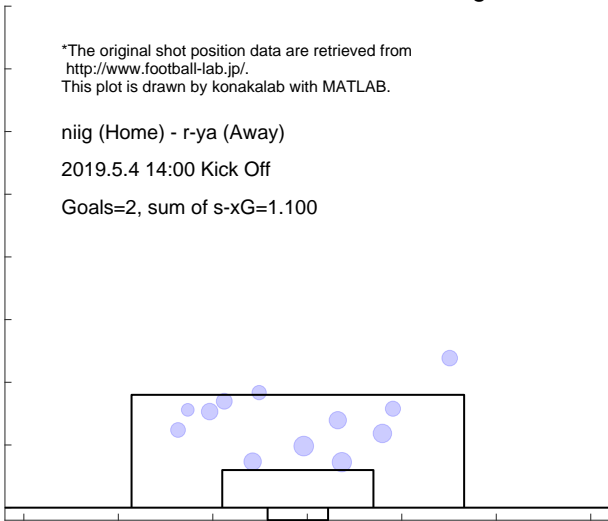 *The original shot position data are retrieved from
http://www.football-lab.jp/.
This plot is drawn by konakalab with MATLAB.
niig (Home) - r-ya (Away)
2019.5.4 14:00 Kick Off
Goals=2, sum of s-xG=1.100